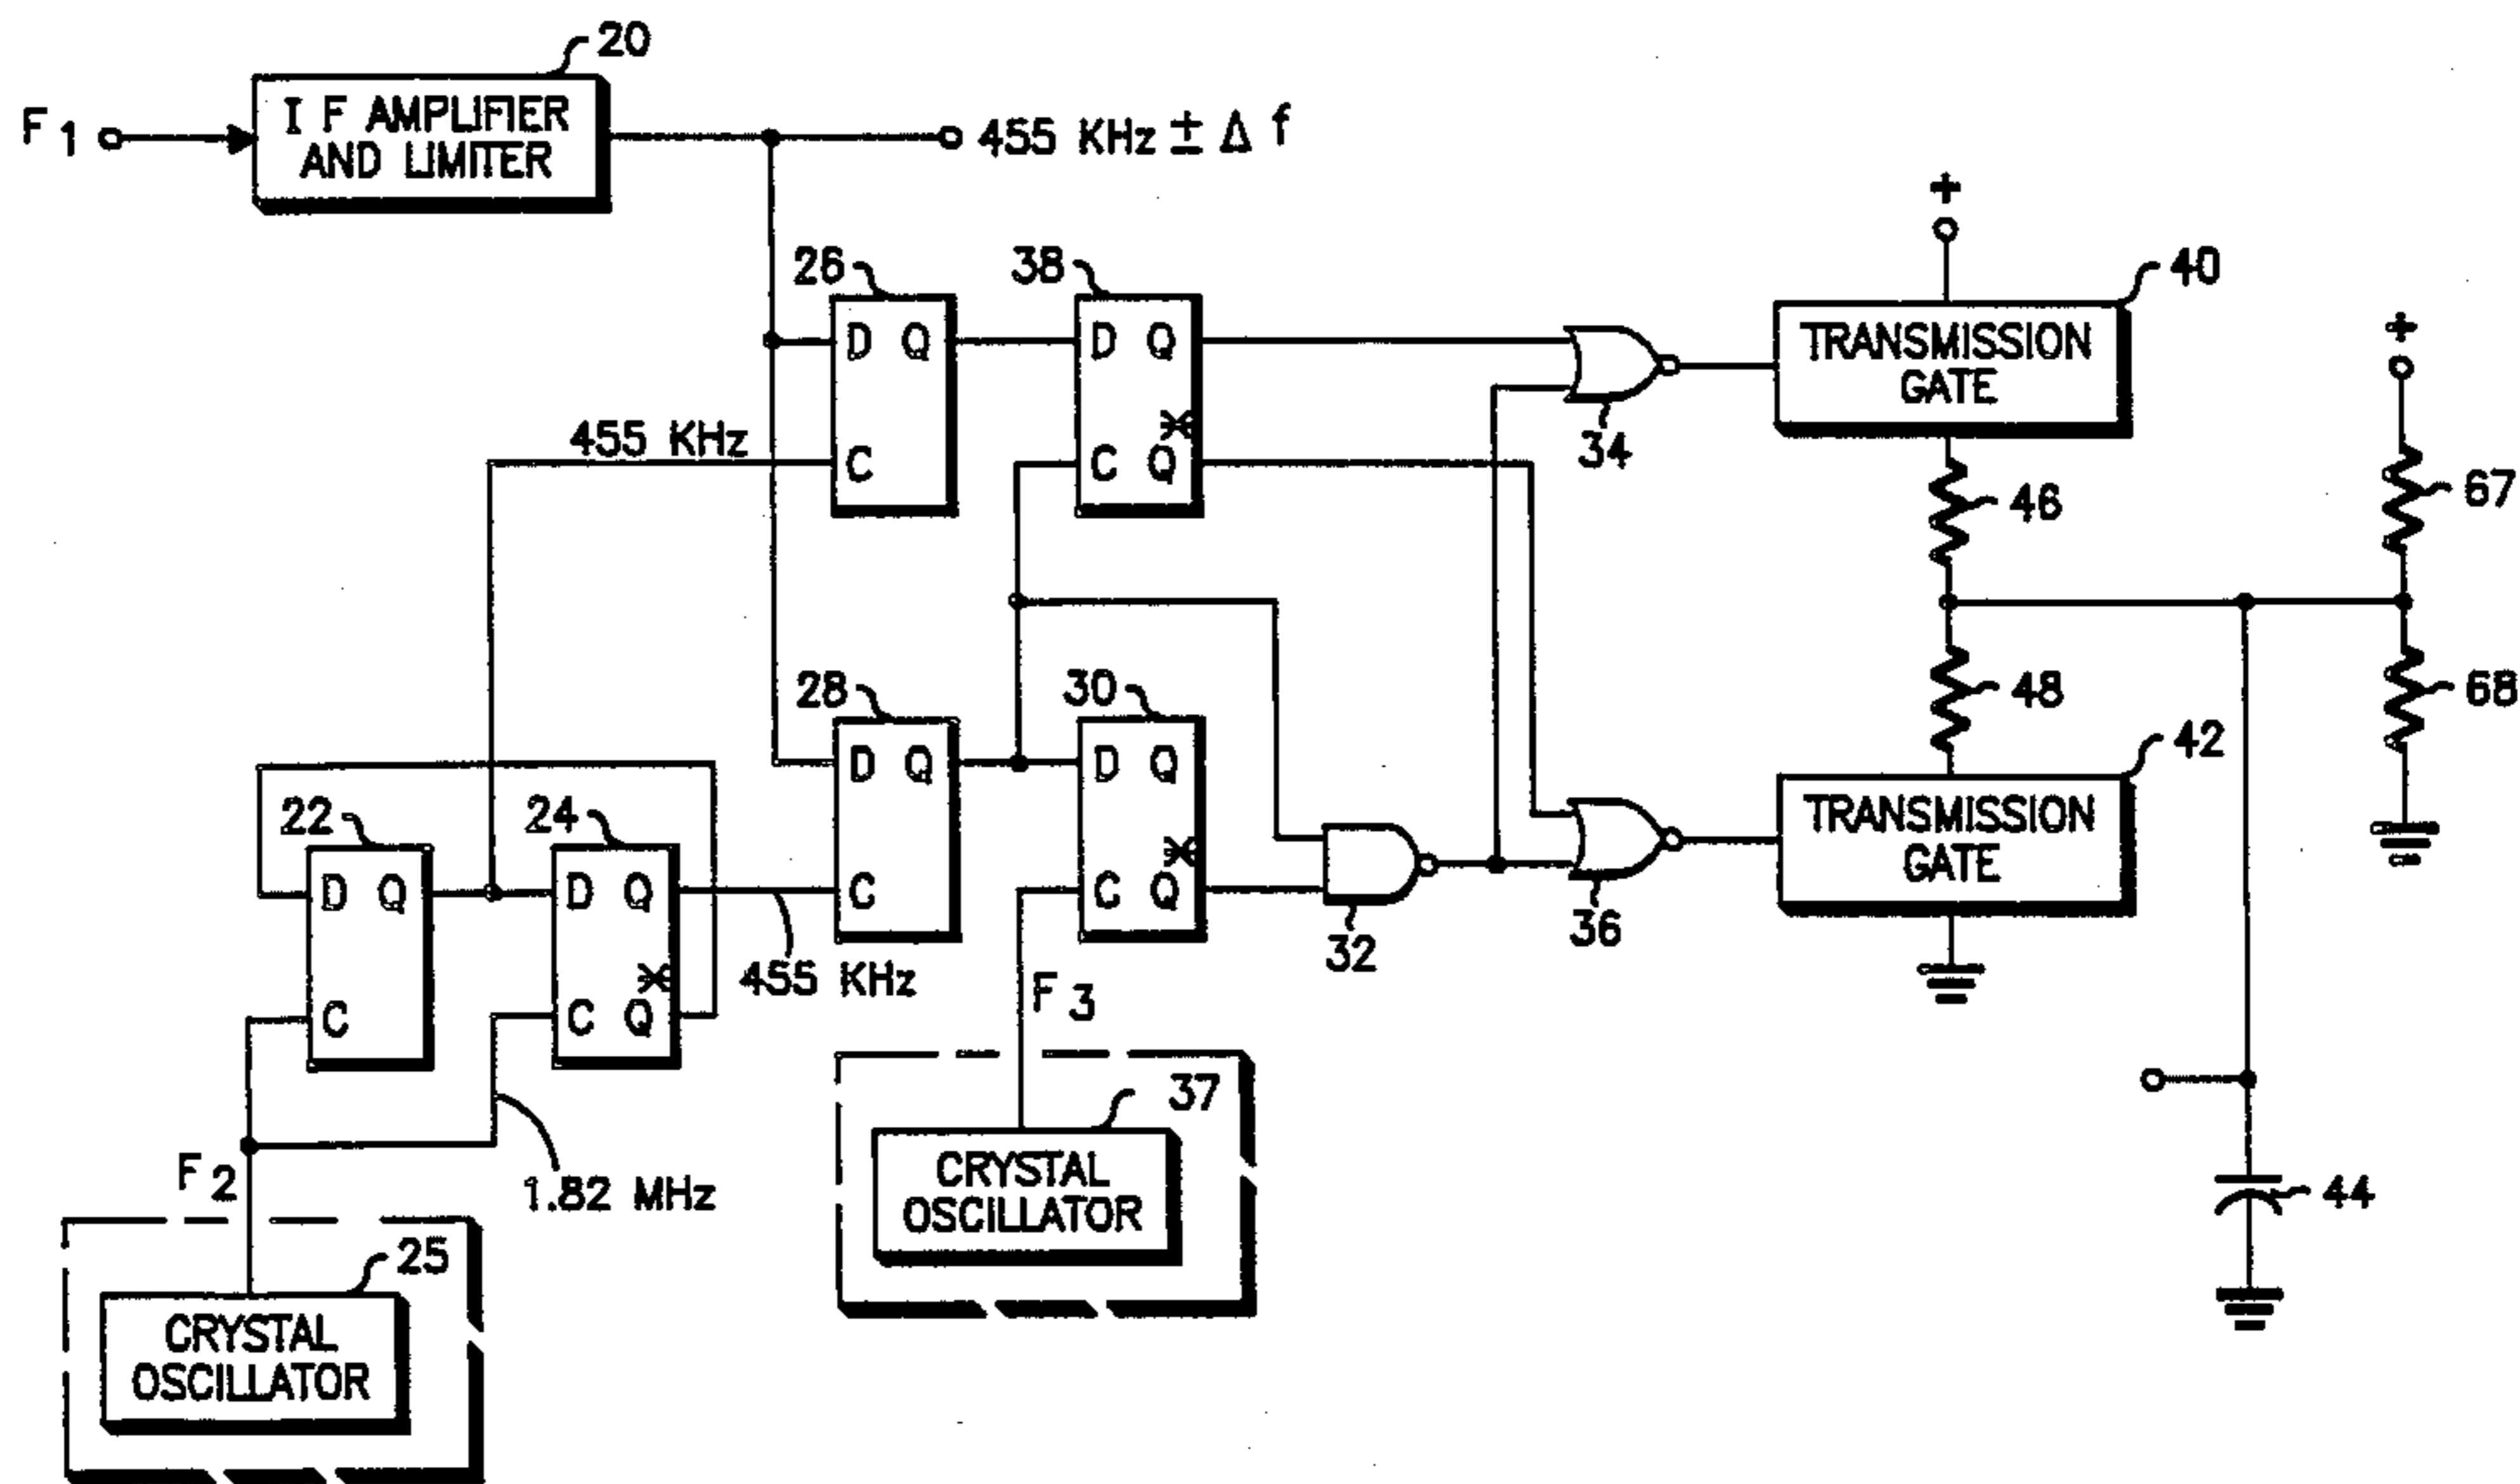 20
F1
I F AMPLIFIER
AND LIMITER
455 KHz ± Δ f
+
26
38
40
D Q
D Q
TRANSMISSION
GATE
+
455 KHz
C
*
C Q
34
46
67
28
30
48
68
42
D Q
D Q
22
24
TRANSMISSION
GATE
D Q
D Q
C
*
C Q
36
32
455 KHz
F3
C
*
C Q
37
F2
1.82 MHz
CRYSTAL
OSCILLATOR
44
25
CRYSTAL
OSCILLATOR